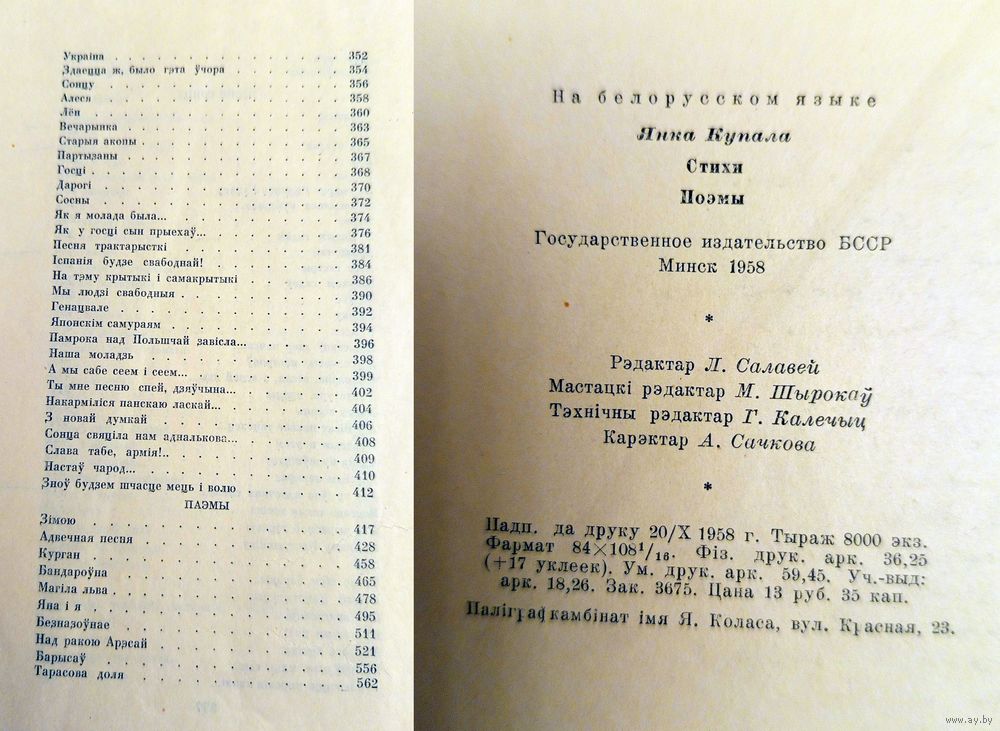 Украіна 352
Здаецца ж, было гэта ўчора 354
Сонцу 356
Алеся 358
Лён 360
Вечарынка 363
Старыя акопы 365
Партызаны 367
Госці 368
Дарогі 370
Сосны 372
Як я молада была... 374
Як у госці сын прыехаў... 376
Песня трактарысткі 381
Іспанія будзе свабоднай! 384
На тэму крытыкі і самакрытыкі 386
Мы людзі свабодныя 390
Генацвале 392
Японскім самураям 394
Памрока над Польшчай завісла... 396
Наша моладзь 398
А мы сабе сеем і сеем... 399
Ты мне песню спей, дзяўчына... 402
Накарміліся панскаю ласкай... 404
З новай думкай 406
Сонца свяціла нам адналькова... 408
Слава табе, армія!.. 409
Настаў чарод... 410
Зноў будзем шчасце мець і волю 412
ПАЭМЫ
Зімою 417
Адвечная песня 428
Курган 458
Бандароўна 465
Магіла льва 478
Яна і я 495
Безназоўнае 511
Над ракою Арэсай 521
Барысаў 556
Тарасова доля 562
На белорусском языке
Янка Купала
Стихи
Поэмы
Государственное издательство БССР
Минск 1958
*
Рэдактар Л. Салавей
Мастацкі рэдактар М. Шырокаў
Тэхнічны рэдактар Г. Калечыц
Карэктар А. Сачкова
*
Надп. да друку 20/X 1958 г. Тыраж 8000 экз.
Фармат 84×108¹/₁₆. Фіз. друк. арк. 36,25
(+17 уклеек). Ум. друк. арк. 59,45. Уч.-выд:
арк. 18,26. Зак. 3675. Цана 13 руб. 35 кап.
Паліграфкамбінат імя Я. Коласа, вул. Красная, 23.
www.ay.by